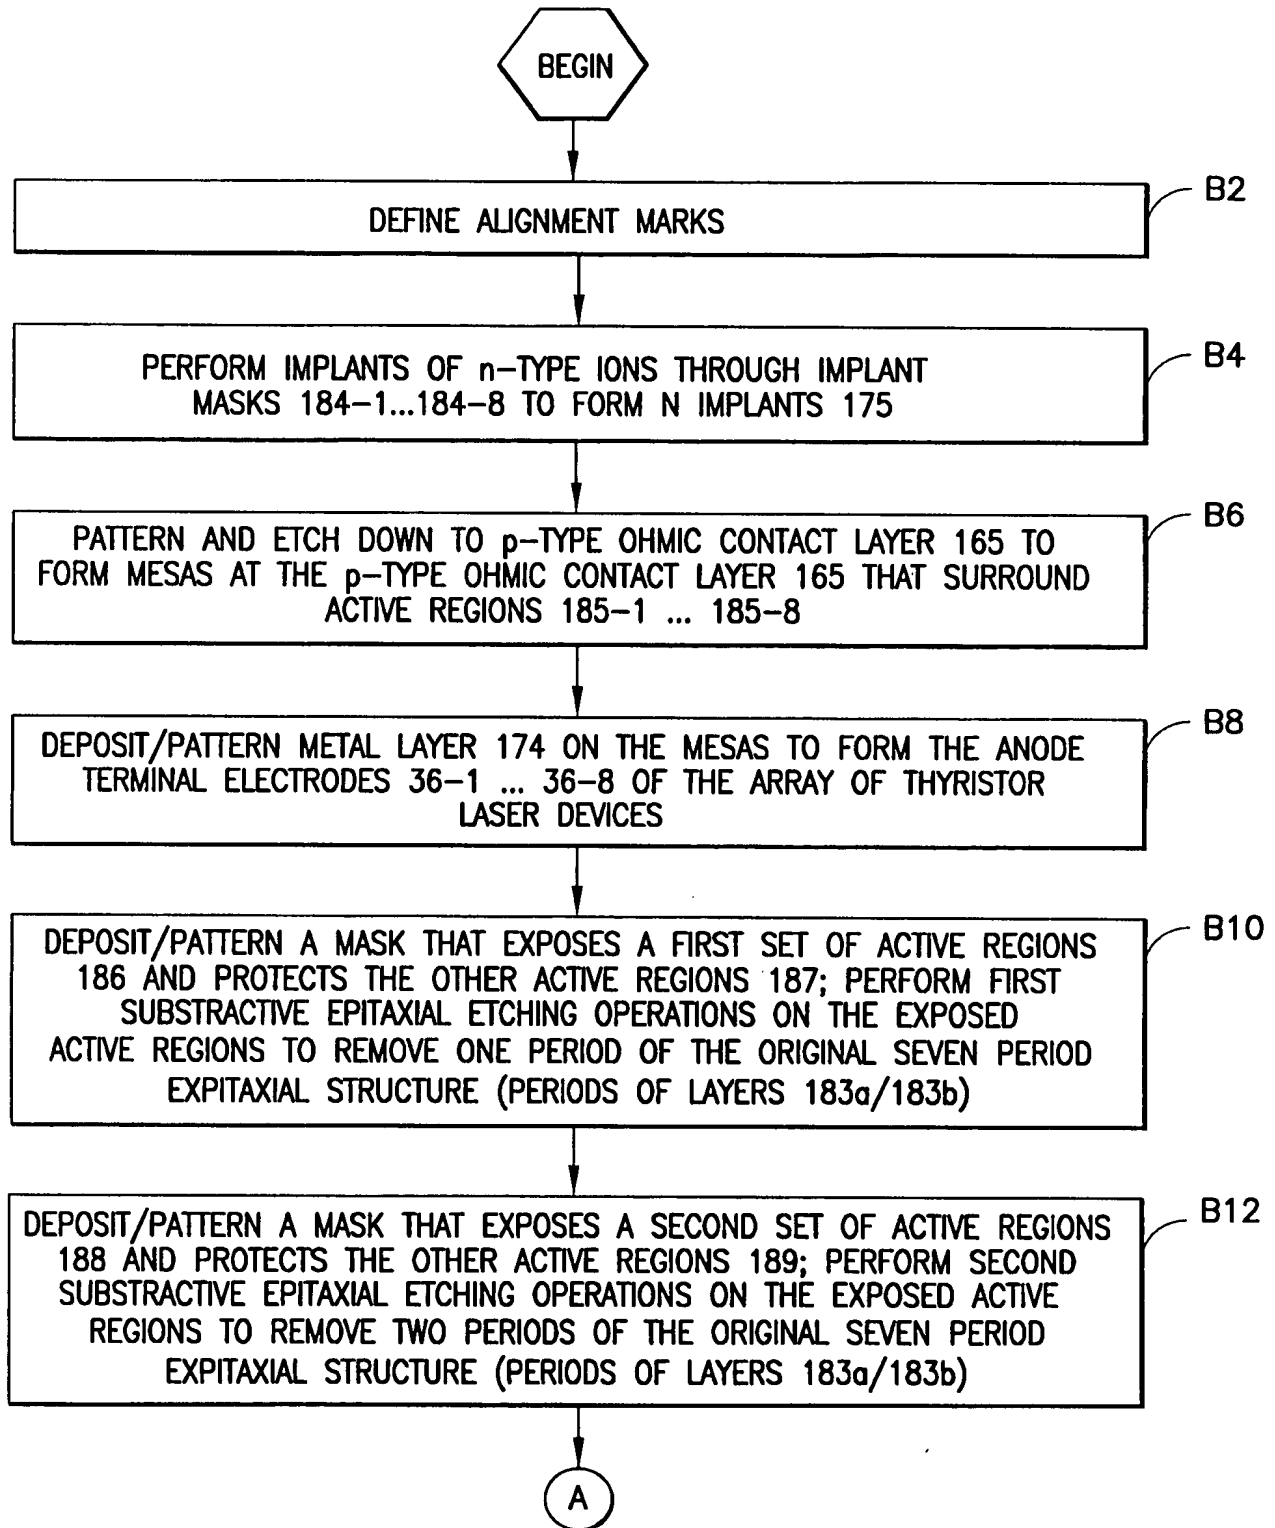 BEGIN
DEFINE ALIGNMENT MARKS
B2
PERFORM IMPLANTS OF n-TYPE IONS THROUGH IMPLANT
MASKS 184-1...184-8 TO FORM N IMPLANTS 175
B4
PATTERN AND ETCH DOWN TO p-TYPE OHMIC CONTACT LAYER 165 TO
FORM MESAS AT THE p-TYPE OHMIC CONTACT LAYER 165 THAT SURROUND
ACTIVE REGIONS 185-1 ... 185-8
B6
DEPOSIT/PATTERN METAL LAYER 174 ON THE MESAS TO FORM THE ANODE
TERMINAL ELECTRODES 36-1 ... 36-8 OF THE ARRAY OF THYRISTOR
LASER DEVICES
B8
DEPOSIT/PATTERN A MASK THAT EXPOSES A FIRST SET OF ACTIVE REGIONS
186 AND PROTECTS THE OTHER ACTIVE REGIONS 187; PERFORM FIRST
SUBSTRACTIVE EPITAXIAL ETCHING OPERATIONS ON THE EXPOSED
ACTIVE REGIONS TO REMOVE ONE PERIOD OF THE ORIGINAL SEVEN PERIOD
EXPITAXIAL STRUCTURE (PERIODS OF LAYERS 183a/183b)
B10
DEPOSIT/PATTERN A MASK THAT EXPOSES A SECOND SET OF ACTIVE REGIONS
188 AND PROTECTS THE OTHER ACTIVE REGIONS 189; PERFORM SECOND
SUBSTRACTIVE EPITAXIAL ETCHING OPERATIONS ON THE EXPOSED ACTIVE
REGIONS TO REMOVE TWO PERIODS OF THE ORIGINAL SEVEN PERIOD
EXPITAXIAL STRUCTURE (PERIODS OF LAYERS 183a/183b)
B12
A